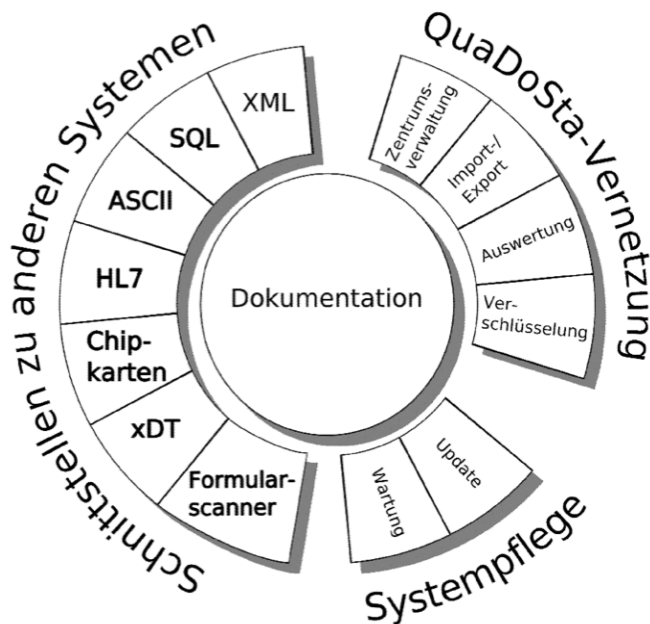 Schnittstellen zu anderen Systemen
XML
SQL
ASCII
HL7
Chip-
karten
xDT
Formular-
scanner
Dokumentation
QuaDoSta-Vernetzung
Zentrums-
verwaltung
Import-/
Export
Auswertung
Ver-
schlüsselung
Systempflege
Wartung
Update